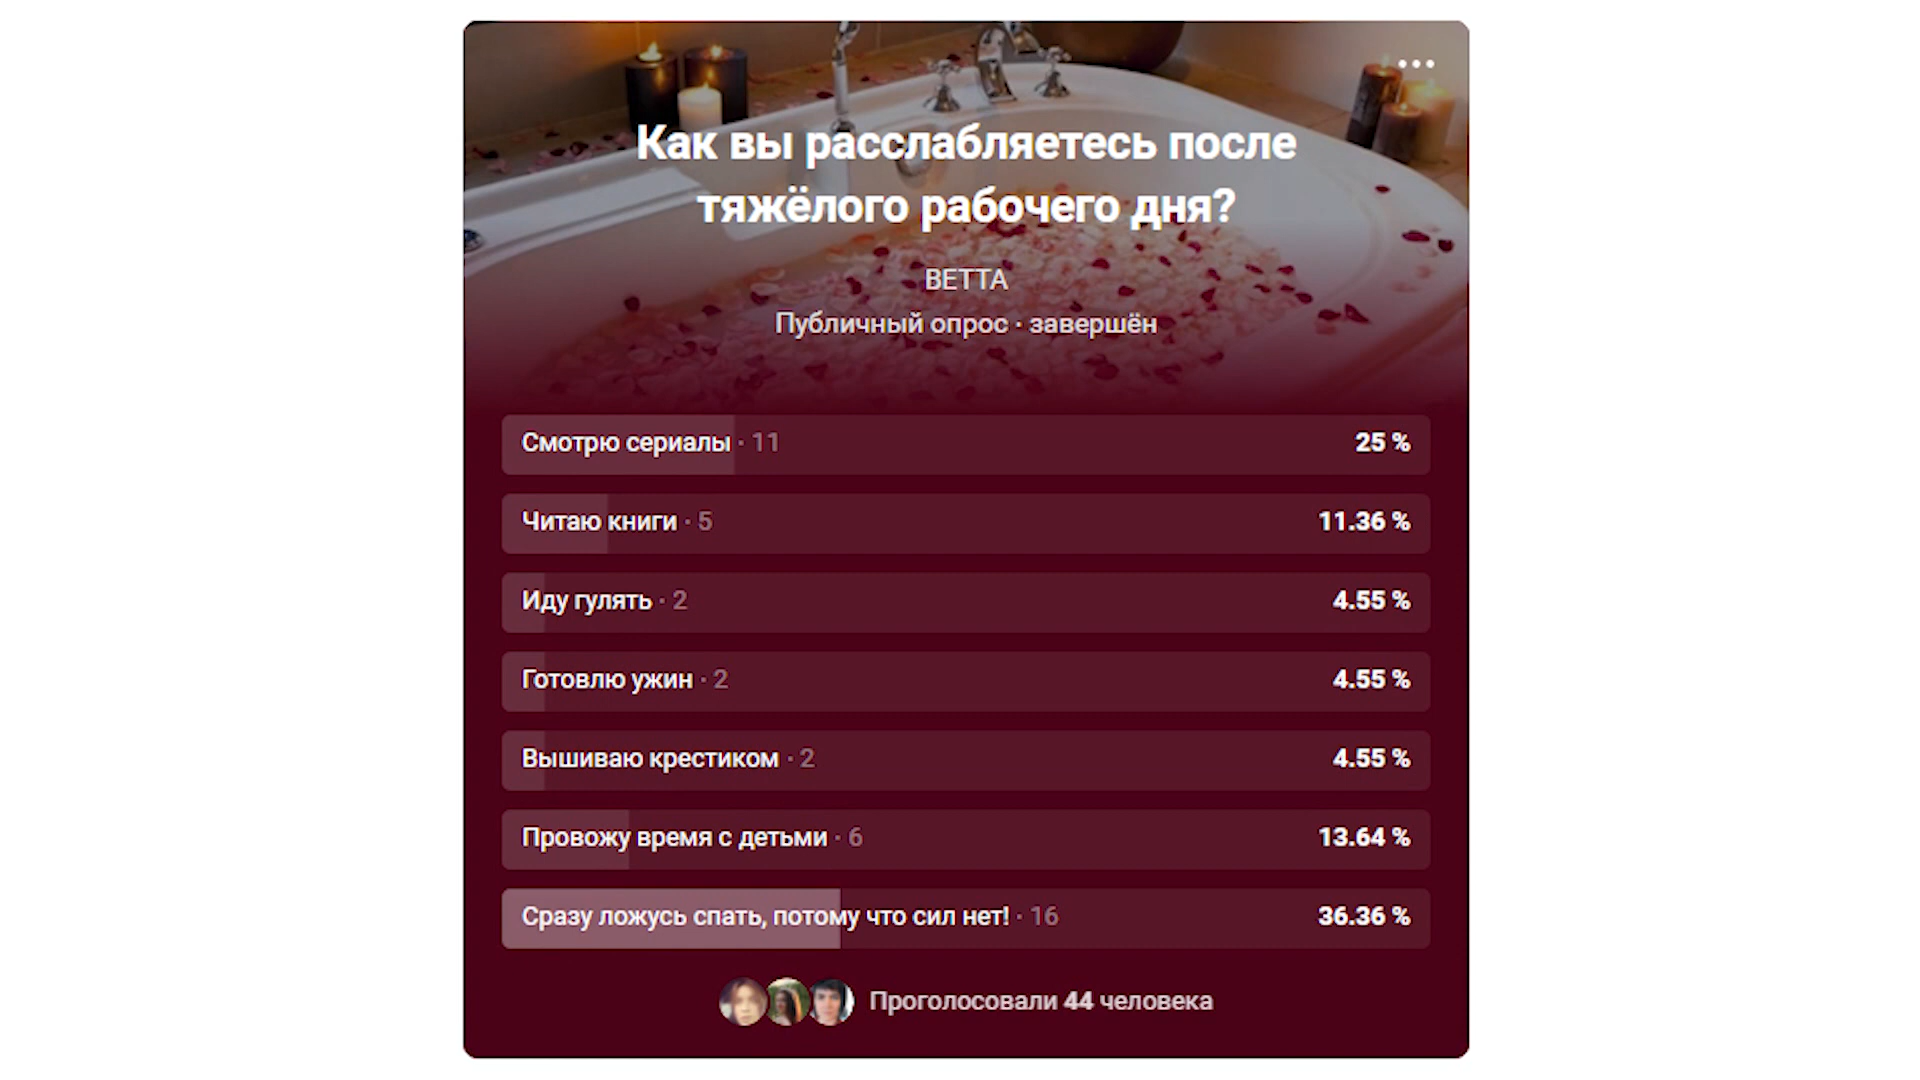 Как вы расслабляетесь после
тяжёлого рабочего дня?
ВЕТТА
Публичный опрос · завершён
Смотрю сериалы · 11 25 %
Читаю книги · 5 11.36 %
Иду гулять · 2 4.55 %
Готовлю ужин · 2 4.55 %
Вышиваю крестиком · 2 4.55 %
Провожу время с детьми · 6 13.64 %
Сразу ложусь спать, потому что сил нет! · 16 36.36 %
Проголосовали 44 человека